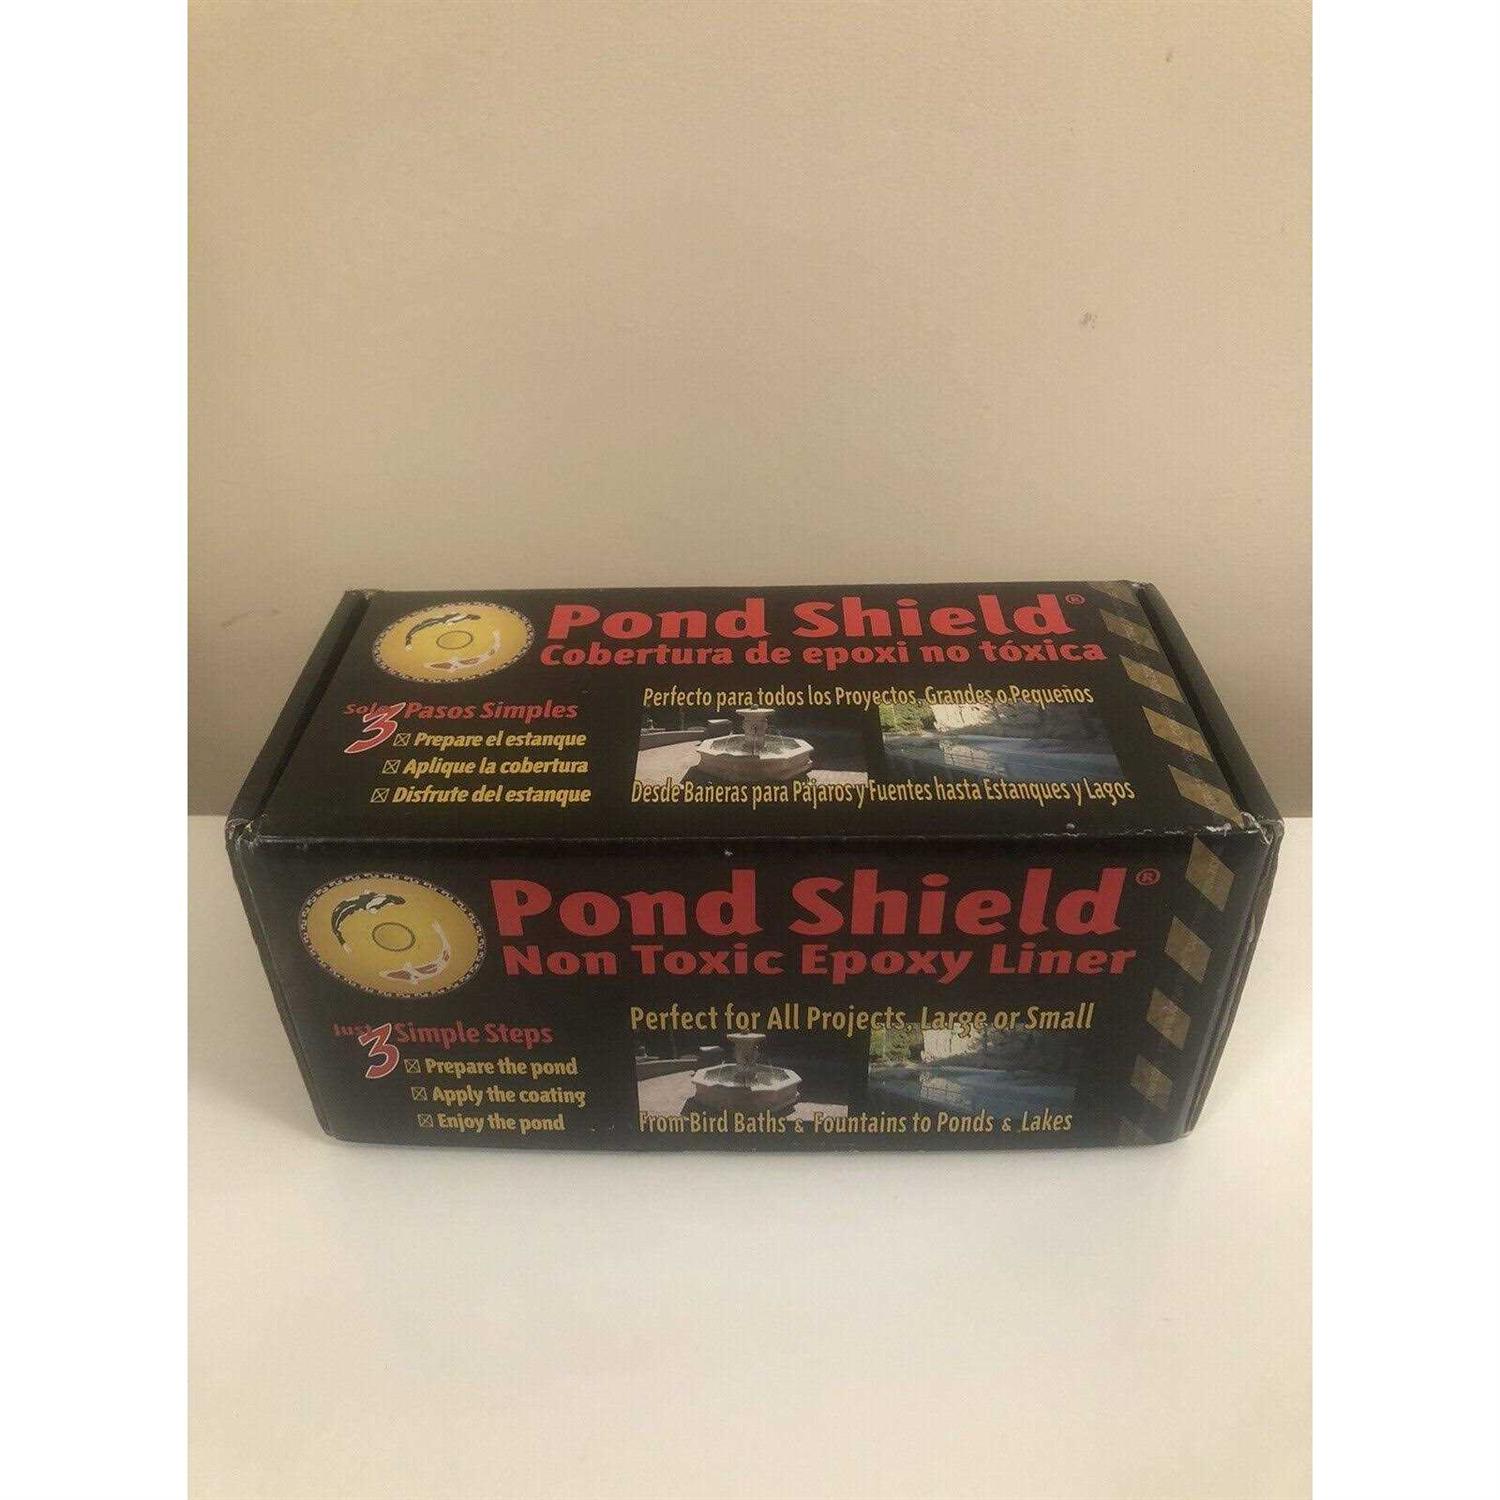 Pond Shield®
Cobertura de epoxi no tóxica
Solo 3 Pasos Simples
Prepare el estanque
Aplique la cobertura
Disfrute del estanque
Perfecto para todos los Proyectos, Grandes o Pequeños
Desde Bañeras para Pájaros y Fuentes hasta Estanques y Lagos
Pond Shield®
Non Toxic Epoxy Liner
Just 3 Simple Steps
Prepare the pond
Apply the coating
Enjoy the pond
Perfect for All Projects, Large or Small
From Bird Baths & Fountains to Ponds & Lakes